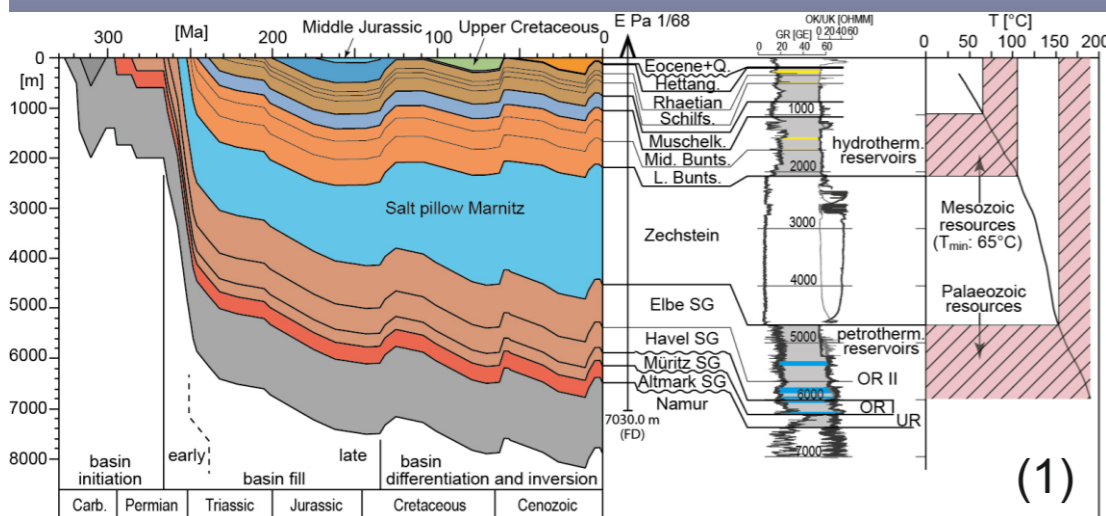 300
[Ma]
200
Middle Jurassic
Upper Cretaceous
100
0
E Pa 1/68
GR [GE]
0 20 40 60
OK/UK [OHMM]
0 20 40 60
T [°C]
0
50
100
150
200
0
[m]
1000
2000
3000
4000
5000
6000
7000
8000
Salt pillow Marnitz
Eocene+Q.
Hettang.
Rhaetian
Schilfs.
Muschelk.
Mid. Bunts.
L. Bunts.
Zechstein
Elbe SG
Havel SG
Müritz SG
Altmark SG
Namur
7030.0 m
(FD)
1000
2000
3000
4000
5000
6000
7000
hydrotherm.
reservoirs
petrotherm.
reservoirs
OR II
OR I
UR
Mesozoic
resources
(Tmin: 65°C)
Palaeozoic
resources
basin
initiation
early
late
basin fill
basin
differentiation and inversion
Carb.
Permian
Triassic
Jurassic
Cretaceous
Cenozoic
(1)